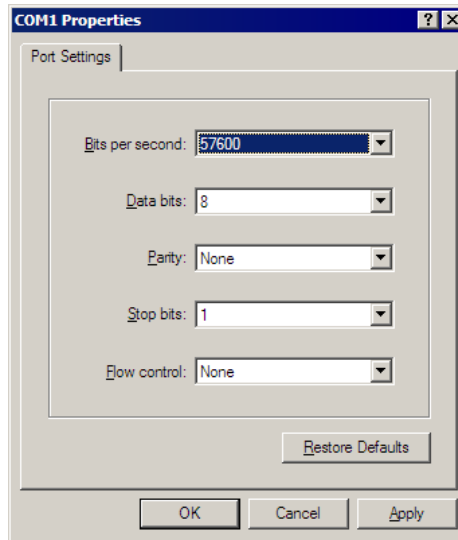 COM1 Properties
Port Settings
Bits per second: 57600
Data bits: 8
Parity: None
Stop bits: 1
Flow control: None
Restore Defaults
OK Cancel Apply